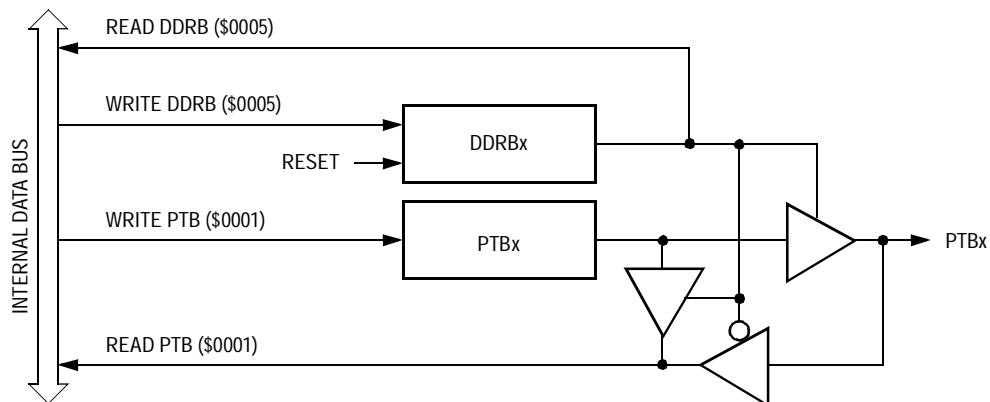 READ DDRB ($0005)
WRITE DDRB ($0005)
DDRBx
RESET
INTERNAL DATA BUS
WRITE PTB ($0001)
PTBx
PTBx
READ PTB ($0001)